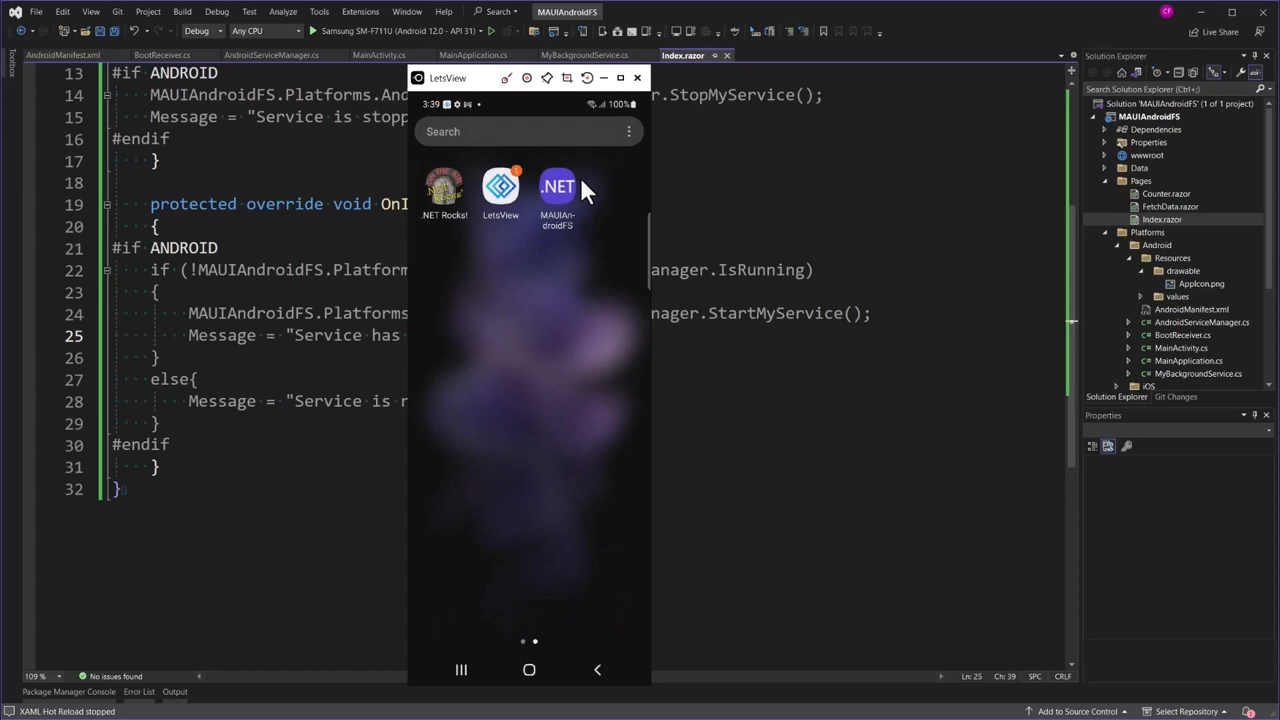 File Edit View Git Project Build Debug Test Analyze Tools Extensions Window Help Search MAUIAndroidFS CF
Debug Any CPU Samsung SM-F711U (Android 12.0 - API 31) Live Share
AndroidManifest.xml BootReceiver.cs AndroidServiceManager.cs MainActivity.cs MainApplication.cs MyBackgroundService.cs Index.razor
Toolbox
13 #if ANDROID
14 MAUIAndroidFS.Platforms.And r.StopMyService();
15 Message = "Service is stopp
16 #endif
17 }
18
19 protected override void OnI
20 {
21 #if ANDROID
22 if (!MAUIAndroidFS.Platform nager.IsRunning)
23 {
24 MAUIAndroidFS.Platforms nager.StartMyService();
25 Message = "Service has
26 }
27 else{
28 Message = "Service is r
29 }
30 #endif
31 }
32 }
LetsView
3:39 100%
Search
.NET
1
.NET Rocks! LetsView MAUIAn-
droidFS
Solution Explorer
Search Solution Explorer (Ctrl+;)
Solution 'MAUIAndroidFS' (1 of 1 project)
MAUIAndroidFS
Dependencies
Properties
wwwroot
Data
Pages
Counter.razor
FetchData.razor
Index.razor
Platforms
Android
Resources
drawable
AppIcon.png
values
AndroidManifest.xml
AndroidServiceManager.cs
BootReceiver.cs
MainActivity.cs
MainApplication.cs
MyBackgroundService.cs
iOS
Solution Explorer Git Changes
Properties
109 % No issues found Ln: 25 Ch: 39 SPC CRLF
Package Manager Console Error List Output
XAML Hot Reload stopped Add to Source Control Select Repository 1